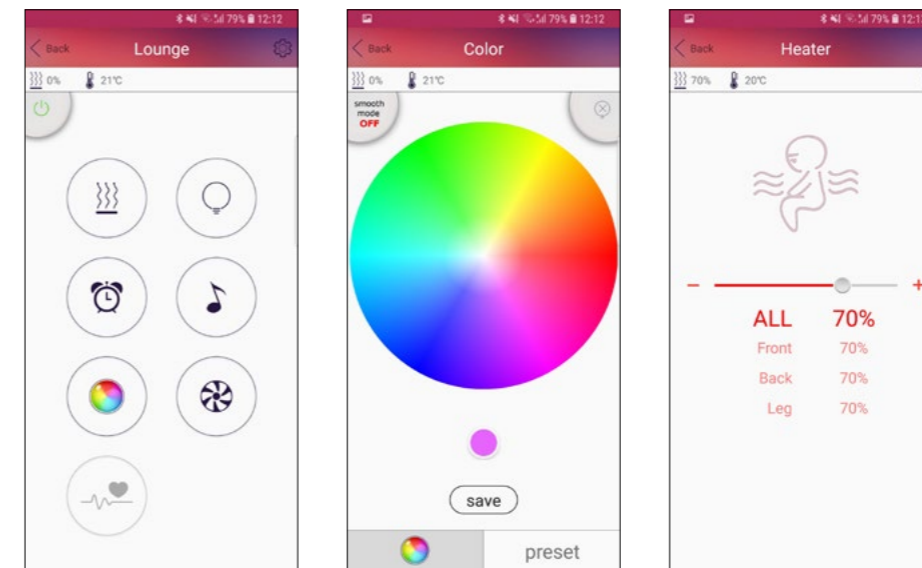 79% 12:12
Back Lounge
0% 21°C
79% 12:12
Back Color
0% 21°C
smooth
mode
OFF
save
preset
79% 12:1
Back Heater
70% 20°C
- +
ALL 70%
Front 70%
Back 70%
Leg 70%